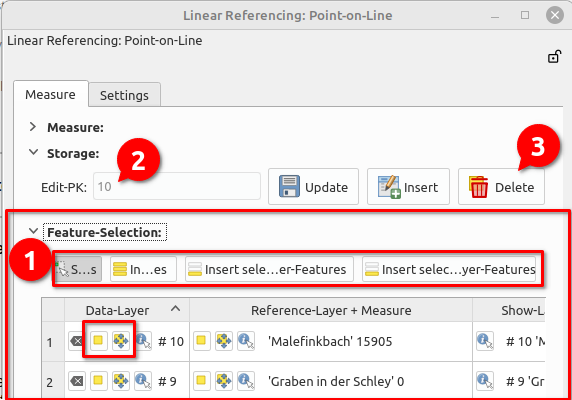 Linear Referencing: Point-on-Line
Linear Referencing: Point-on-Line
Measure Settings
Measure:
Storage:
2 3
Edit-PK: 10 Update Insert Delete
Feature-Selection:
1
S...s In...es Insert sele...er-Features Insert selec...yer-Features
Data-Layer Reference-Layer + Measure Show-La
1 # 10 'Malefinkbach' 15905 # 10 'M
2 # 9 'Graben in der Schley' 0 # 9 'Gr